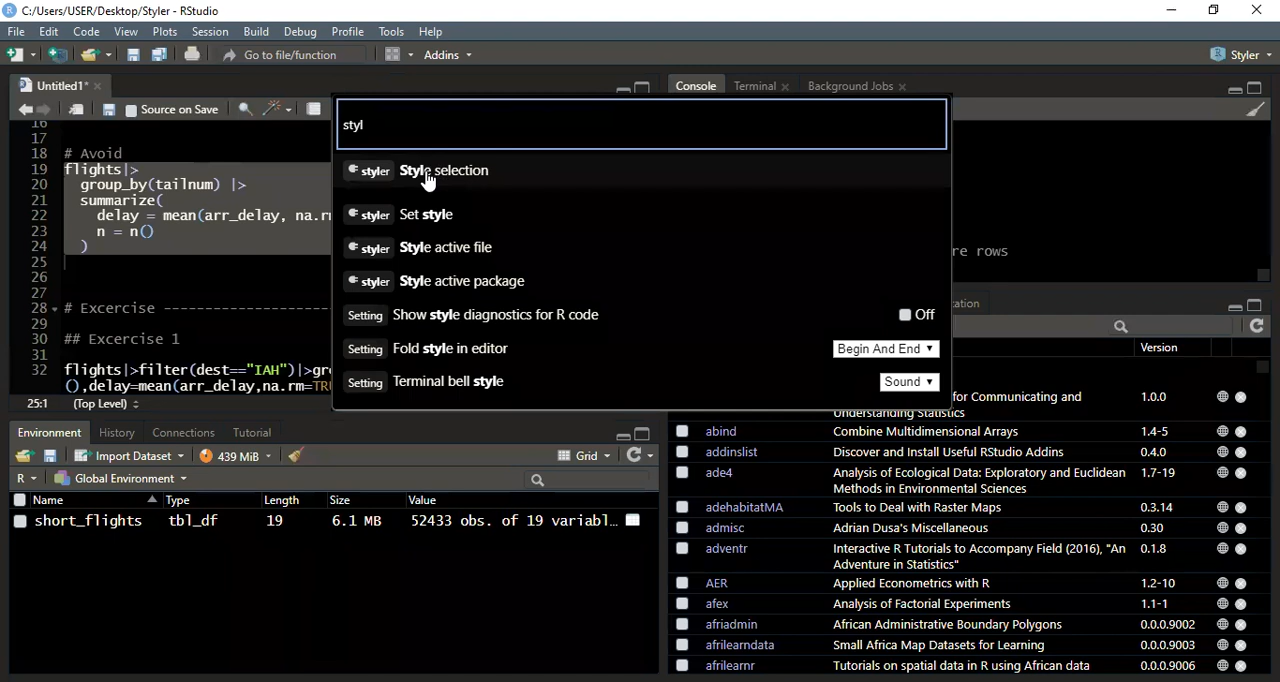 C:/Users/USER/Desktop/Styler - RStudio
File Edit Code View Plots Session Build Debug Profile Tools Help
Go to file/function Addins Styler
Untitled1* Console Terminal Background Jobs
Source on Save
styl
16
17
18 # Avoid
19 flights|>
20 group_by(tailnum) |>
21 summarize(
22 delay = mean(arr_delay, na.r
23 n = n()
24 )
25
26
27
28 # Excercise ------------------
29
30 ## Excercise 1
31
32 flights|>filter(dest=="IAH")|>gr
(),delay=mean(arr_delay,na.rm=TR
25:1 (Top Level)
styler Style selection
styler Set style
styler Style active file
styler Style active package
Setting Show style diagnostics for R code Off
Setting Fold style in editor Begin And End
Setting Terminal bell style Sound
re rows
tation
Version
Environment History Connections Tutorial
Import Dataset 439 MiB Grid
R Global Environment
Name Type Length Size Value
short_flights tbl_df 19 6.1 MB 52433 obs. of 19 variabl…
for Communicating and 1.0.0
Understanding Statistics
abind Combine Multidimensional Arrays 1.4-5
addinslist Discover and Install Useful RStudio Addins 0.4.0
ade4 Analysis of Ecological Data: Exploratory and Euclidean 1.7-19
Methods in Environmental Sciences
adehabitatMA Tools to Deal with Raster Maps 0.3.14
admisc Adrian Dusa's Miscellaneous 0.30
adventr Interactive R Tutorials to Accompany Field (2016), "An 0.1.8
Adventure in Statistics"
AER Applied Econometrics with R 1.2-10
afex Analysis of Factorial Experiments 1.1-1
afriadmin African Administrative Boundary Polygons 0.0.0.9002
afrilearndata Small Africa Map Datasets for Learning 0.0.0.9003
afrilearnr Tutorials on spatial data in R using African data 0.0.0.9006